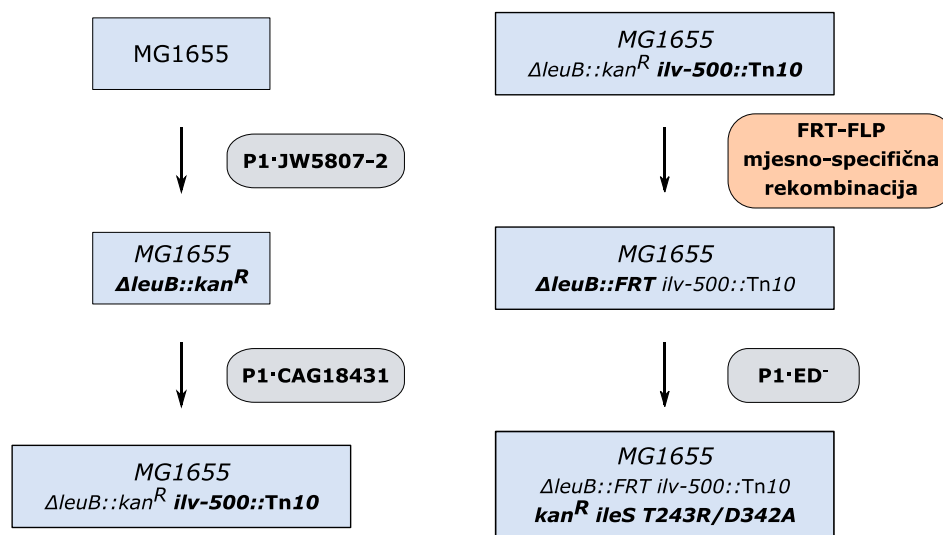 MG1655
P1·JW5807-2
MG1655
ΔleuB::kanR
P1·CAG18431
MG1655
ΔleuB::kanR ilv-500::Tn10
MG1655
ΔleuB::kanR ilv-500::Tn10
FRT-FLP
mjesno-specifična
rekombinacija
MG1655
ΔleuB::FRT ilv-500::Tn10
P1·ED-
MG1655
ΔleuB::FRT ilv-500::Tn10
kanR ileS T243R/D342A